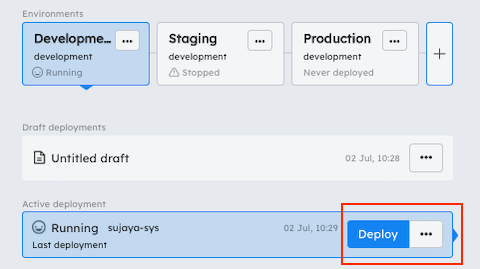 Environments
Developme...
development
Running
Staging
development
Stopped
Production
development
Never deployed
Draft deployments
Untitled draft
02 Jul, 10:28
Active deployment
Running sujaya-sys
02 Jul, 10:29
Deploy
Last deployment